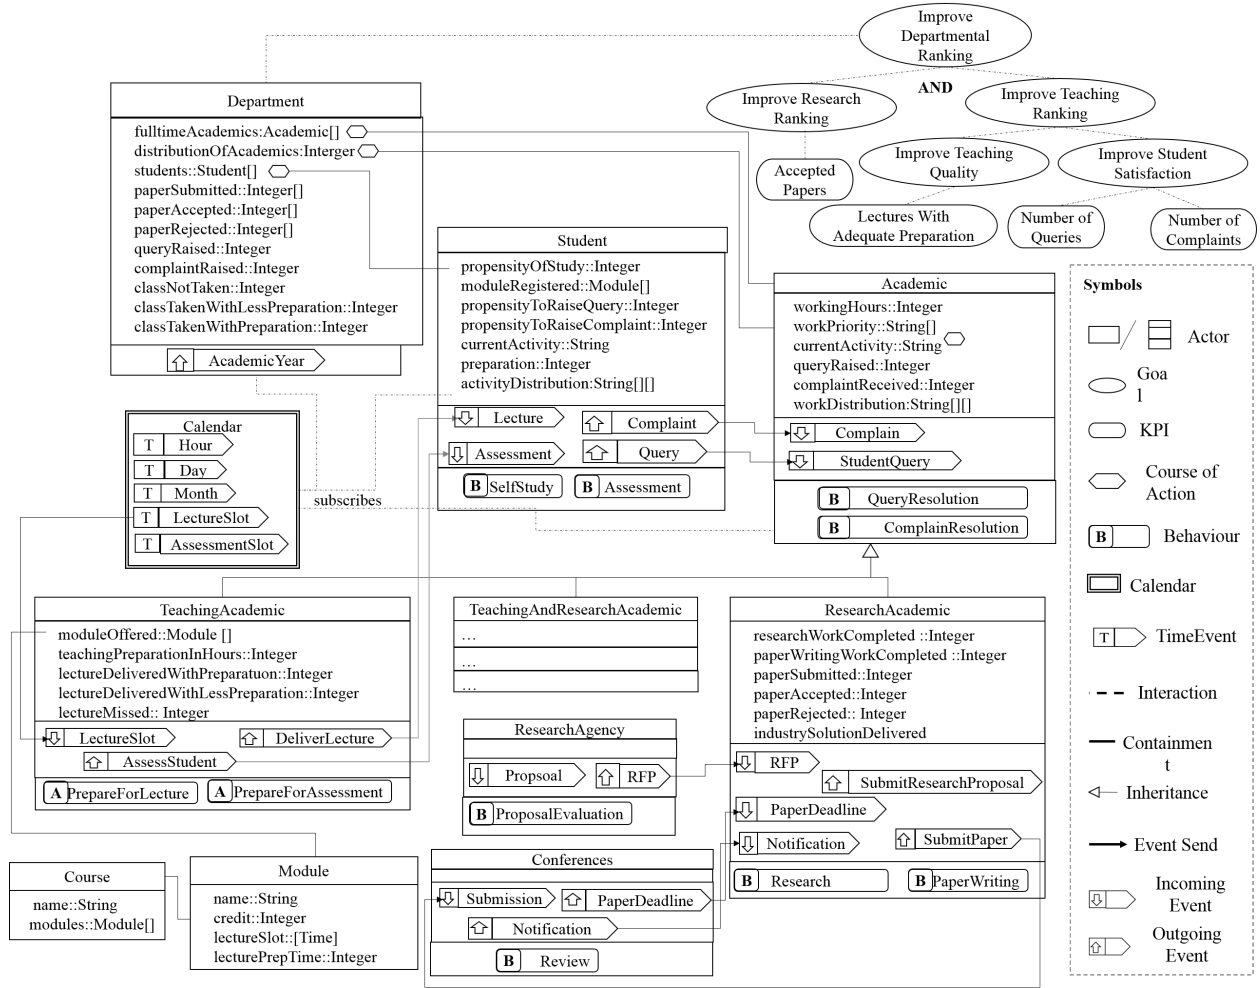 Improve
Departmental
Ranking
AND
Improve Research
Ranking
Improve Teaching
Ranking
Accepted
Papers
Improve Teaching
Quality
Improve Student
Satisfaction
Lectures With
Adequate Preparation
Number of
Queries
Number of
Complaints
Department
fulltimeAcademics:Academic[]
distributionOfAcademics:Interger
students::Student[]
paperSubmitted::Integer[]
paperAccepted::Integer[]
paperRejected::Integer[]
queryRaised::Integer
complaintRaised::Integer
classNotTaken::Integer
classTakenWithLessPreparation::Integer
classTakenWithPreparation::Integer
AcademicYear
Student
propensityOfStudy::Integer
moduleRegistered::Module[]
propensityToRaiseQuery::Integer
propensityToRaiseComplaint::Integer
currentActivity::String
preparation::Integer
activityDistribution:String[][]
Lecture
Complaint
Assessment
Query
B SelfStudy
B Assessment
Academic
workingHours::Integer
workPriority::String[]
currentActivity::String
queryRaised::Integer
complaintReceived::Integer
workDistribution:String[][]
Complain
StudentQuery
B QueryResolution
B ComplainResolution
Calendar
T Hour
T Day
T Month
T LectureSlot
T AssessmentSlot
subscribes
TeachingAcademic
moduleOffered::Module []
teachingPreparationInHours::Integer
lectureDeliveredWithPreparatuon::Integer
lectureDeliveredWithLessPreparation::Integer
lectureMissed:: Integer
LectureSlot
DeliverLecture
AssessStudent
A PrepareForLecture
A PrepareForAssessment
TeachingAndResearchAcademic
...
...
...
ResearchAcademic
researchWorkCompleted ::Integer
paperWritingWorkCompleted ::Integer
paperSubmitted::Integer
paperAccepted::Integer
paperRejected:: Integer
industrySolutionDelivered
RFP
SubmitResearchProposal
PaperDeadline
Notification
SubmitPaper
B Research
B PaperWriting
ResearchAgency
Propsoal
RFP
B ProposalEvaluation
Conferences
Submission
PaperDeadline
Notification
B Review
Course
name::String
modules::Module[]
Module
name::String
credit::Integer
lectureSlot::[Time]
lecturePrepTime::Integer
Symbols
/
Actor
Goa
l
KPI
Course of
Action
B Behaviour
Calendar
T TimeEvent
Interaction
Containmen
t
Inheritance
Event Send
Incoming
Event
Outgoing
Event